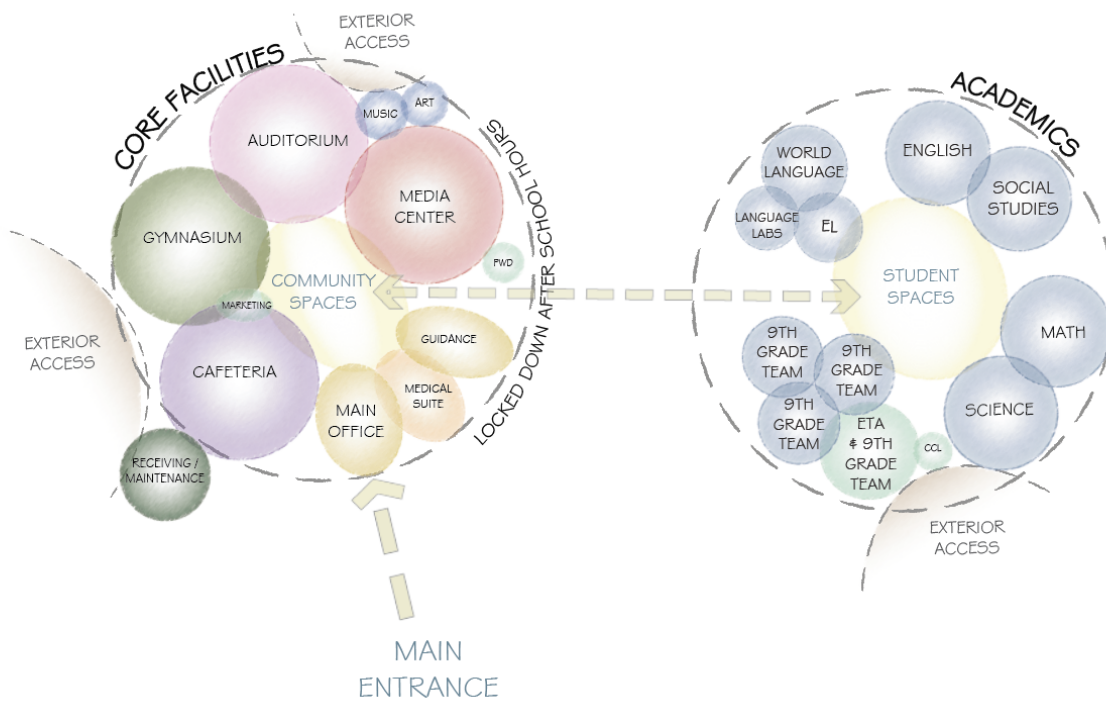 EXTERIOR
ACCESS
CORE FACILITIES
AUDITORIUM
MUSIC
ART
MEDIA
CENTER
GYMNASIUM
COMMUNITY
SPACES
MARKETING
PWD
LOCKED DOWN AFTER SCHOOL HOURS
GUIDANCE
MEDICAL
SUITE
MAIN
OFFICE
CAFETERIA
EXTERIOR
ACCESS
RECEIVING /
MAINTENANCE
MAIN
ENTRANCE
ACADEMICS
WORLD
LANGUAGE
LANGUAGE
LABS
EL
ENGLISH
SOCIAL
STUDIES
STUDENT
SPACES
MATH
SCIENCE
9TH
GRADE
TEAM
9TH
GRADE
TEAM
9TH
GRADE
TEAM
ETA
& 9TH
GRADE
TEAM
CCL
EXTERIOR
ACCESS